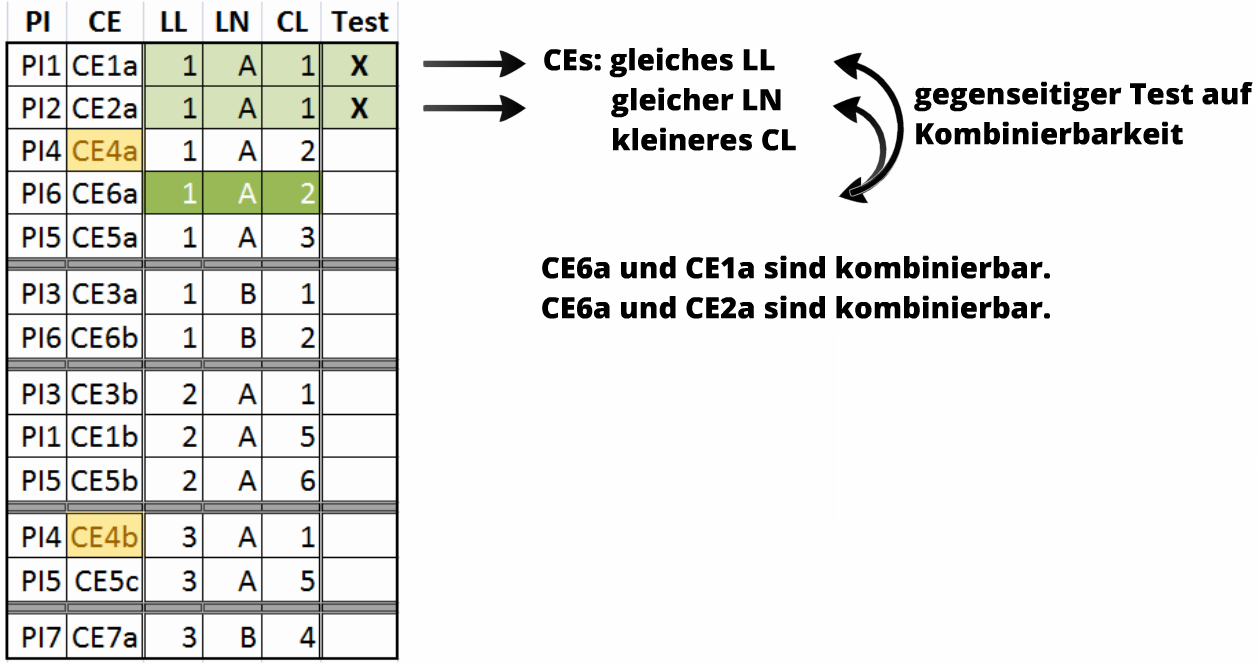 PI CE LL LN CL Test
PI1 CE1a 1 A 1 X
PI2 CE2a 1 A 1 X
PI4 CE4a 1 A 2
PI6 CE6a 1 A 2
PI5 CE5a 1 A 3
PI3 CE3a 1 B 1
PI6 CE6b 1 B 2
PI3 CE3b 2 A 1
PI1 CE1b 2 A 5
PI5 CE5b 2 A 6
PI4 CE4b 3 A 1
PI5 CE5c 3 A 5
PI7 CE7a 3 B 4
CEs: gleiches LL
gleicher LN
kleineres CL
gegenseitiger Test auf
Kombinierbarkeit
CE6a und CE1a sind kombinierbar.
CE6a und CE2a sind kombinierbar.